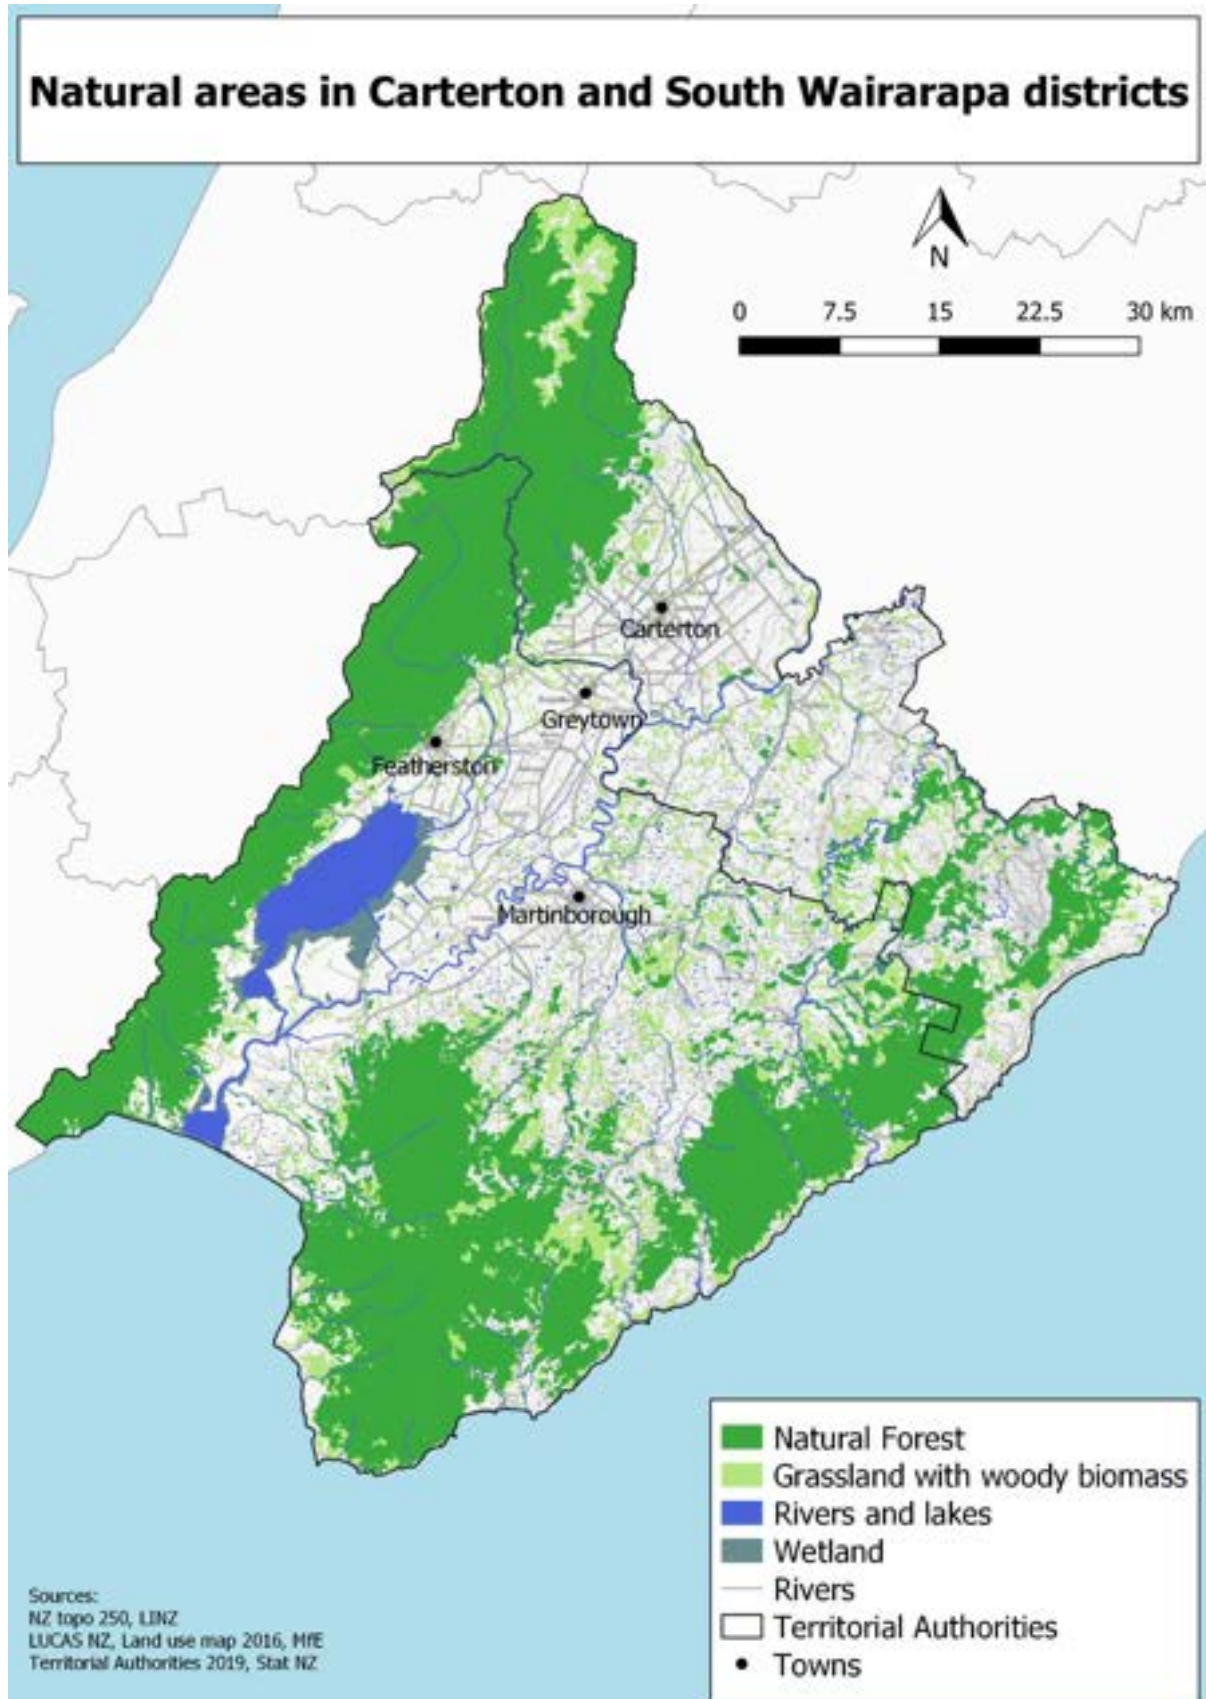 Natural areas in Carterton and South Wairarapa districts
N
0 7.5 15 22.5 30 km
Carterton
Greytown
Featherston
Martinborough
Natural Forest
Grassland with woody biomass
Rivers and lakes
Wetland
Rivers
Territorial Authorities
Towns
Sources:
NZ topo 250, LINZ
LUCAS NZ, Land use map 2016, MfE
Territorial Authorities 2019, Stat NZ